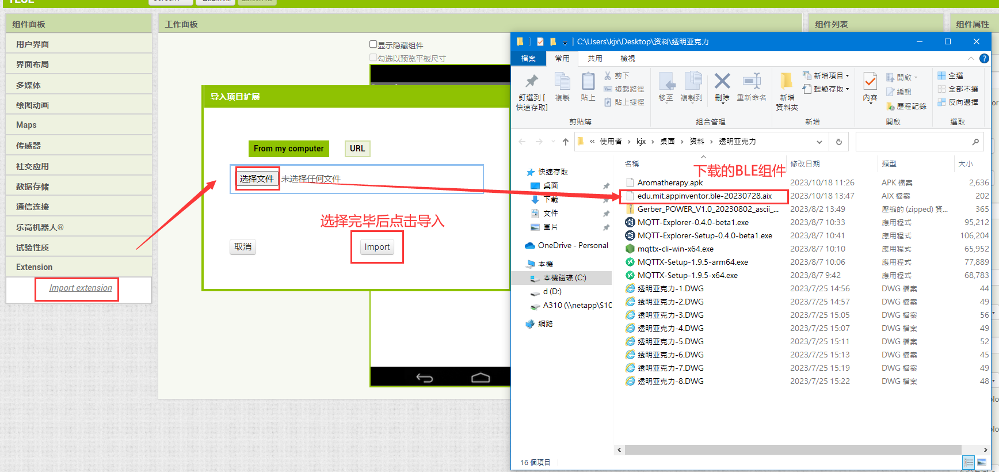 组件面板
用户界面
界面布局
多媒体
绘图动画
Maps
传感器
社交应用
数据存储
通信连接
乐高机器人®
试验性质
Extension
Import extension
工作面板
显示隐藏组件
勾选以预览平板尺寸
导入项目扩展
From my computer
URL
选择文件 未选择任何文件
选择完毕后点击导入
取消
Import
组件列表
组件属性
C:\Users\kjx\Desktop\資料\透明亚克力
檔案 常用 共用 檢視
釘選到 [
快速存取]
複製
貼上
剪下
複製路徑
貼上捷徑
剪貼簿
移至
複製到
刪除
重新命名
組合管理
新增
資料夾
新增項目
輕鬆存取
新增
內容
開啟
編輯
歷程記錄
開啟
全選
全部不選
反向選擇
選取
« 使用者 › kjx › 桌面 › 資料 › 透明亚克力
快速存取
桌面
下載
文件
圖片
OneDrive - Personal
本機
本機磁碟 (C:)
d (D:)
A310 (\\netapp\S10
網路
名稱 修改日期 類型 大小
下载的BLE组件
Aromatherapy.apk 2023/10/18 11:26 APK 檔案 2,636
edu.mit.appinventor.ble-20230728.aix 2023/10/18 13:47 AIX 檔案 202
Gerber_POWER_V1.0_20230802_ascii_... 2023/8/2 13:49 壓縮的 (zipped) 資... 365
MQTT-Explorer-0.4.0-beta1.exe 2023/8/7 10:33 應用程式 95,212
MQTT-Explorer-Setup-0.4.0-beta1.exe 2023/8/7 10:41 應用程式 106,204
mqttx-cli-win-x64.exe 2023/8/7 10:10 應用程式 65,952
MQTTX-Setup-1.9.5-arm64.exe 2023/8/7 10:06 應用程式 77,889
MQTTX-Setup-1.9.5-x64.exe 2023/8/7 9:42 應用程式 68,783
透明亚克力-1.DWG 2023/7/25 14:56 DWG 檔案 44
透明亚克力-2.DWG 2023/7/25 14:57 DWG 檔案 49
透明亚克力-3.DWG 2023/7/25 15:05 DWG 檔案 56
透明亚克力-4.DWG 2023/7/25 15:07 DWG 檔案 49
透明亚克力-5.DWG 2023/7/25 15:11 DWG 檔案 52
透明亚克力-6.DWG 2023/7/25 15:13 DWG 檔案 45
透明亚克力-7.DWG 2023/7/25 15:19 DWG 檔案 49
透明亚克力-8.DWG 2023/7/25 15:22 DWG 檔案 48
16 個項目